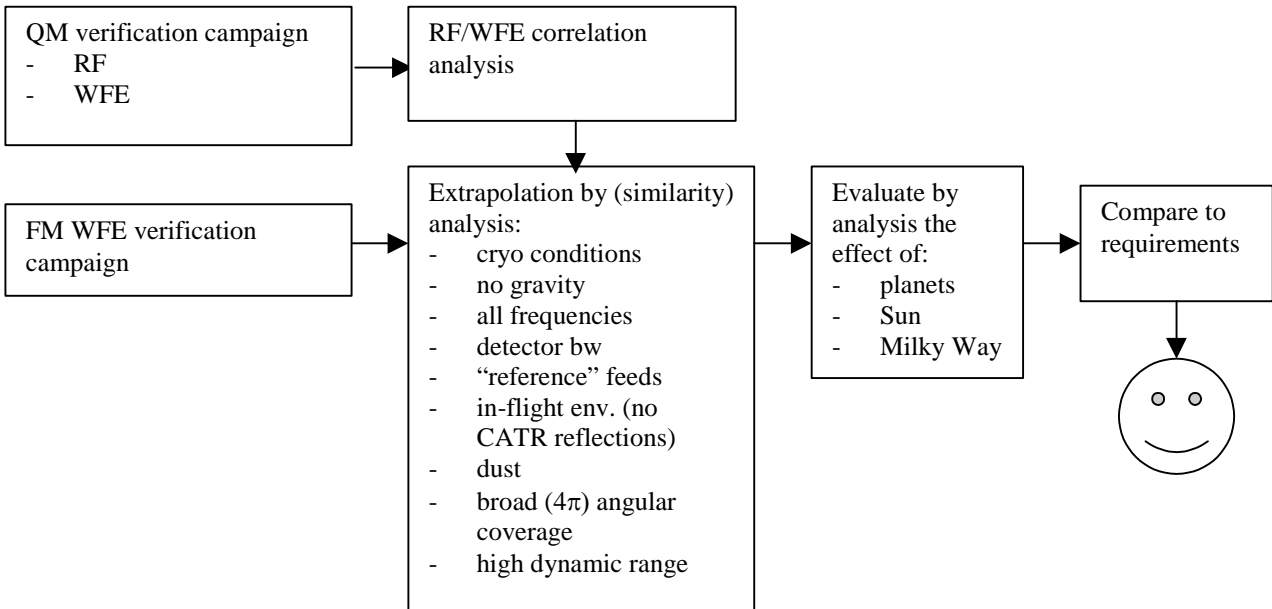 QM verification campaign
- RF
- WFE
RF/WFE correlation
analysis
FM WFE verification
campaign
Extrapolation by (similarity)
analysis:
- cryo conditions
- no gravity
- all frequencies
- detector bw
- “reference” feeds
- in-flight env. (no
CATR reflections)
- dust
- broad (4π) angular
coverage
- high dynamic range
Evaluate by
analysis the
effect of:
- planets
- Sun
- Milky Way
Compare to
requirements